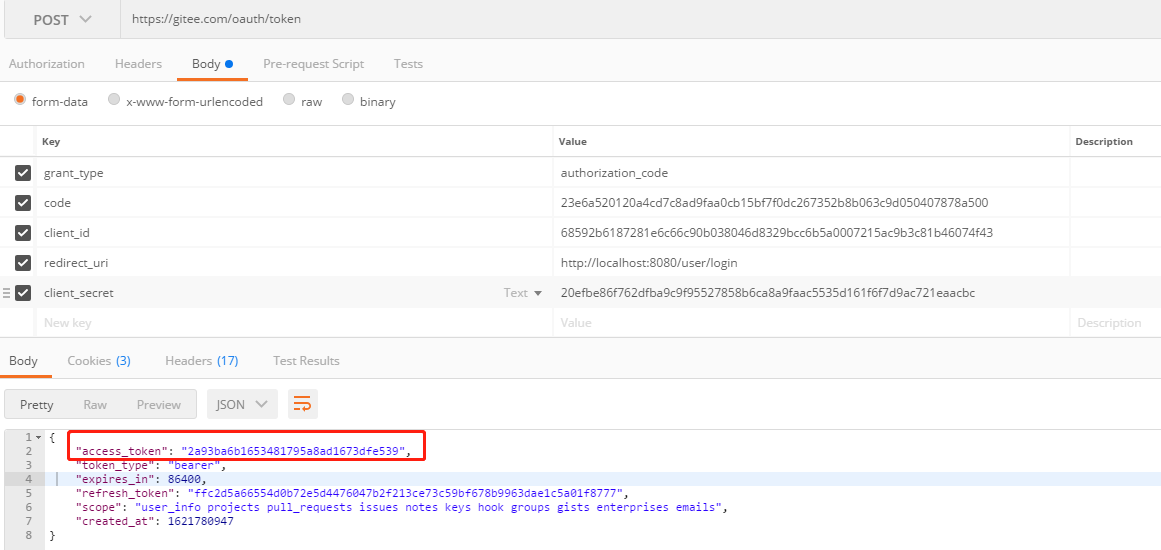 POST https://gitee.com/oauth/token
Authorization Headers Body Pre-request Script Tests
form-data x-www-form-urlencoded raw binary
Key Value Description
grant_type authorization_code
code 23e6a520120a4cd7c8ad9faa0cb15bf7f0dc267352b8b063c9d050407878a500
client_id 68592b6187281e6c66c90b038046d8329bcc6b5a0007215ac9b3c81b46074f43
redirect_uri http://localhost:8080/user/login
client_secret Text 20efbe86f762dfba9c9f95527858b6ca8a9faac5535d161f6f7d9ac721eaacbc
New key Value Description
Body Cookies (3) Headers (17) Test Results
Pretty Raw Preview JSON
1 {
2 "access_token": "2a93ba6b1653481795a8ad1673dfe539",
3 "token_type": "bearer",
4 "expires_in": 86400,
5 "refresh_token": "ffc2d5a66554d0b72e5d4476047b2f213ce73c59bf678b9963dae1c5a01f8777",
6 "scope": "user_info projects pull_requests issues notes keys hook groups gists enterprises emails",
7 "created_at": 1621780947
8 }